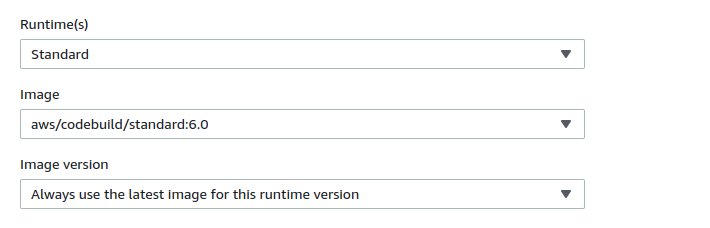 Runtime(s)
Standard
Image
aws/codebuild/standard:6.0
Image version
Always use the latest image for this runtime version